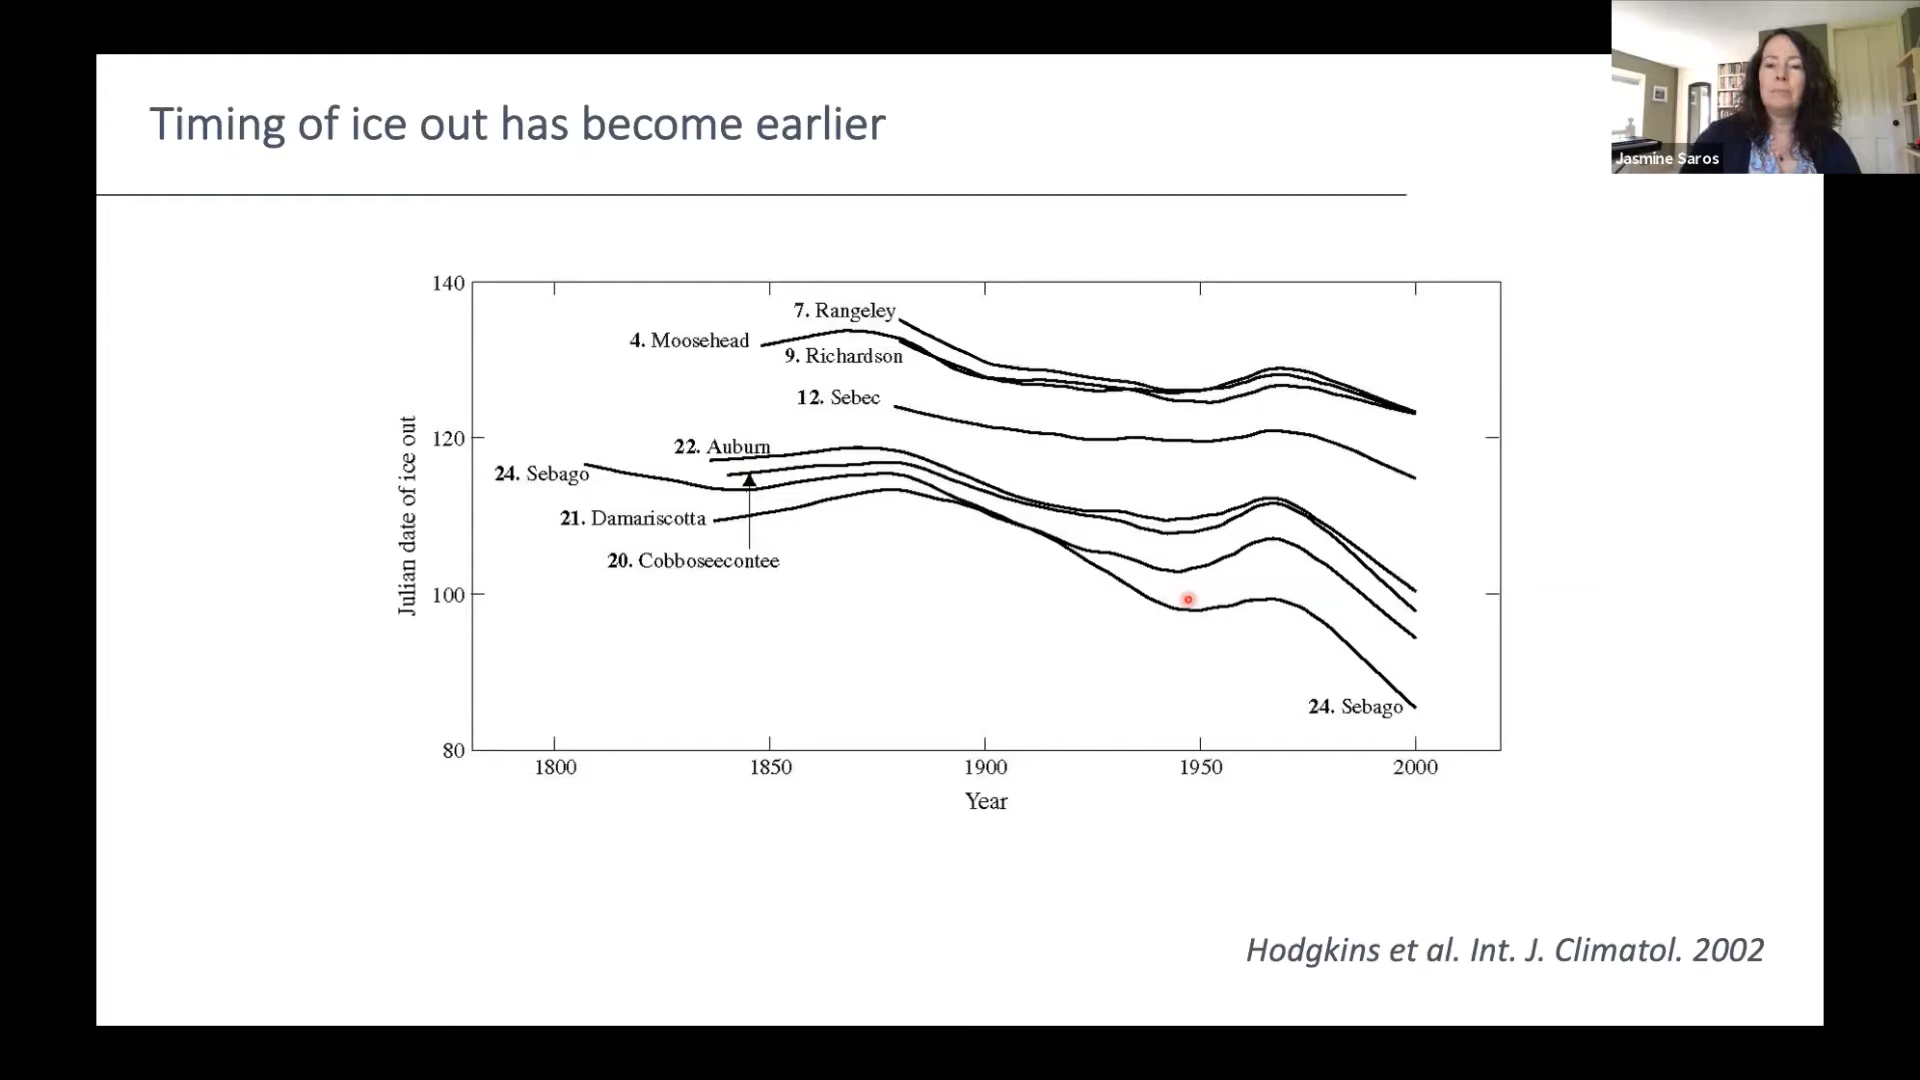 Timing of ice out has become earlier
Jasmine Saros
140
7. Rangeley
4. Moosehead
9. Richardson
12. Sebec
120
22. Auburn
24. Sebago
21. Damariscotta
20. Cobboseecontee
Julian date of ice out
100
24. Sebago
80
1800 1850 1900 1950 2000
Year
Hodgkins et al. Int. J. Climatol. 2002